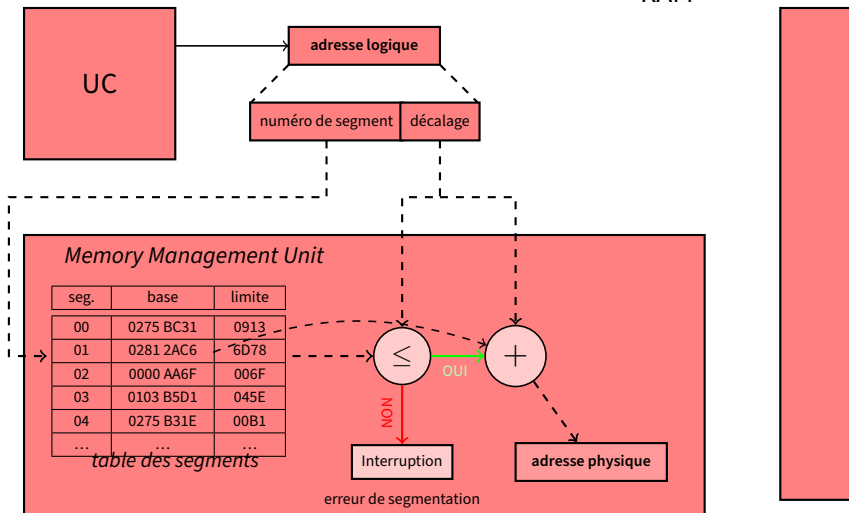 UC
adresse logique
numéro de segment décalage
Memory Management Unit
seg. base limite
00 0275 BC31 0913
01 0281 2AC6 6D78
02 0000 AA6F 006F
03 0103 B5D1 045E
04 0275 B31E 00B1
... ... ...
table des segments
≤
+
OUI
NON
Interruption
adresse physique
erreur de segmentation